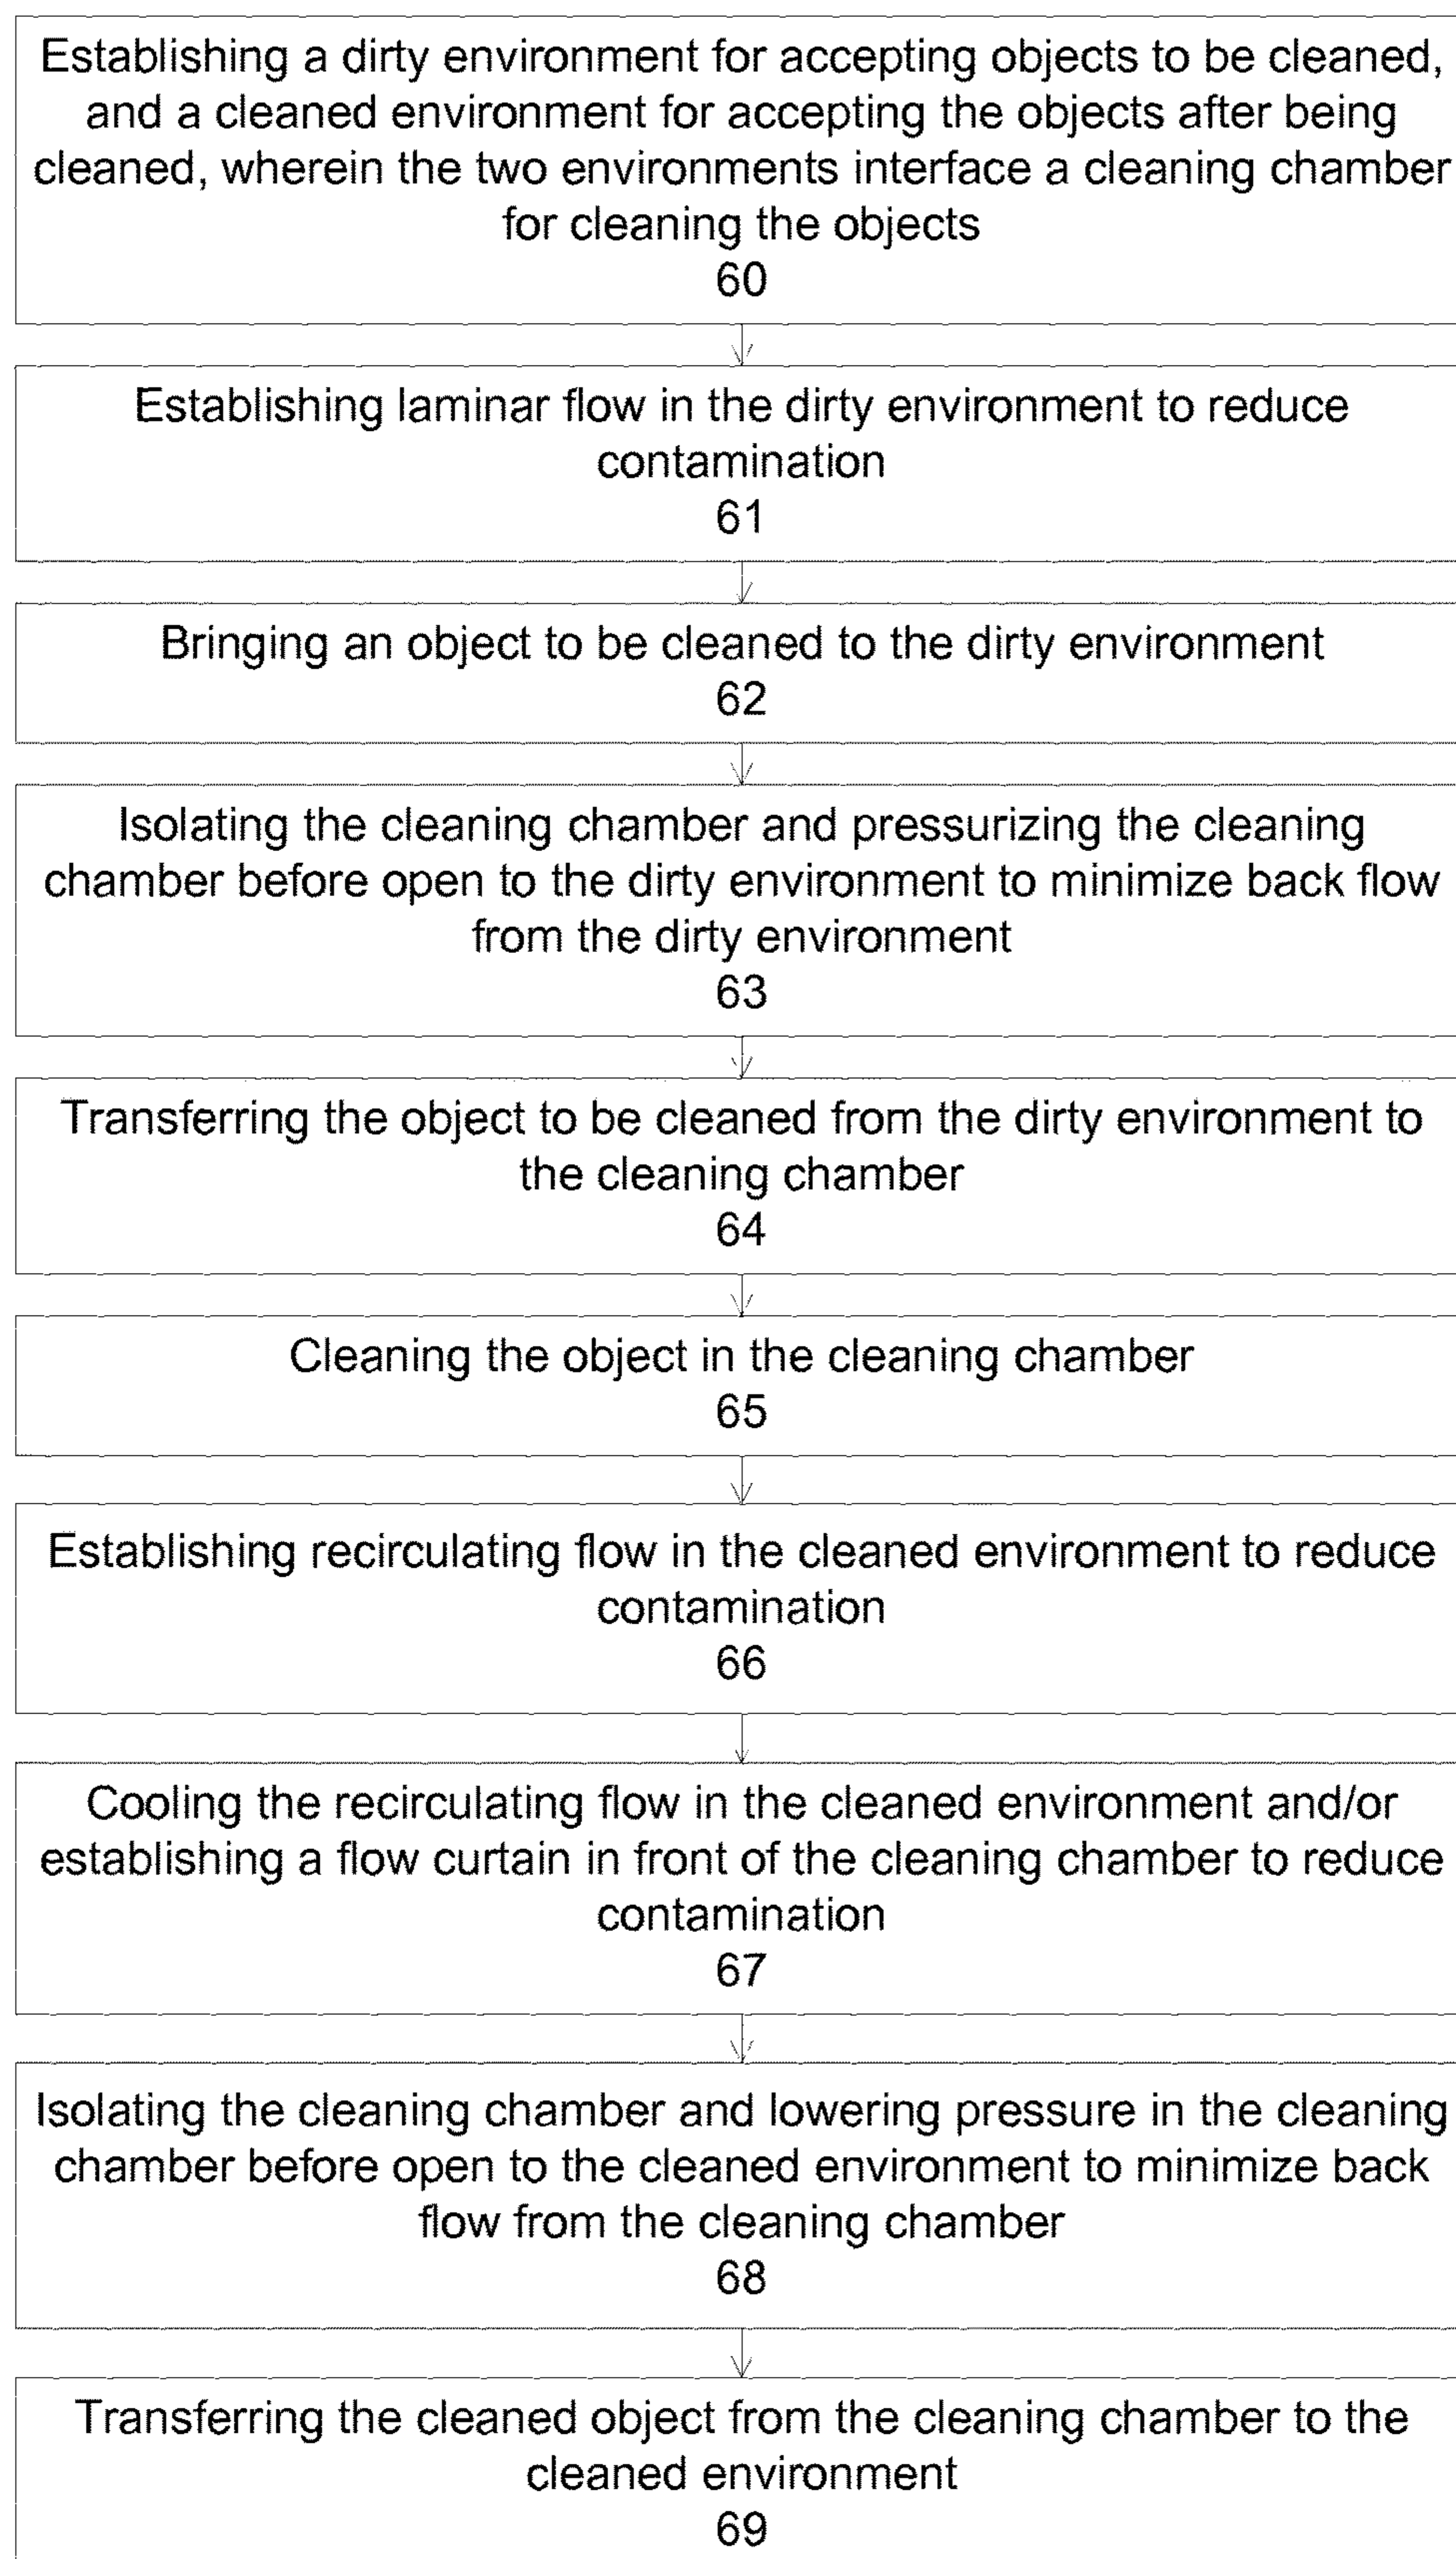 Establishing a dirty environment for accepting objects to be cleaned,
and a cleaned environment for accepting the objects after being
cleaned, wherein the two environments interface a cleaning chamber
for cleaning the objects
60
Establishing laminar flow in the dirty environment to reduce
contamination
61
Bringing an object to be cleaned to the dirty environment
62
Isolating the cleaning chamber and pressurizing the cleaning
chamber before open to the dirty environment to minimize back flow
from the dirty environment
63
Transferring the object to be cleaned from the dirty environment to
the cleaning chamber
64
Cleaning the object in the cleaning chamber
65
Establishing recirculating flow in the cleaned environment to reduce
contamination
66
Cooling the recirculating flow in the cleaned environment and/or
establishing a flow curtain in front of the cleaning chamber to reduce
contamination
67
Isolating the cleaning chamber and lowering pressure in the cleaning
chamber before open to the cleaned environment to minimize back
flow from the cleaning chamber
68
Transferring the cleaned object from the cleaning chamber to the
cleaned environment
69